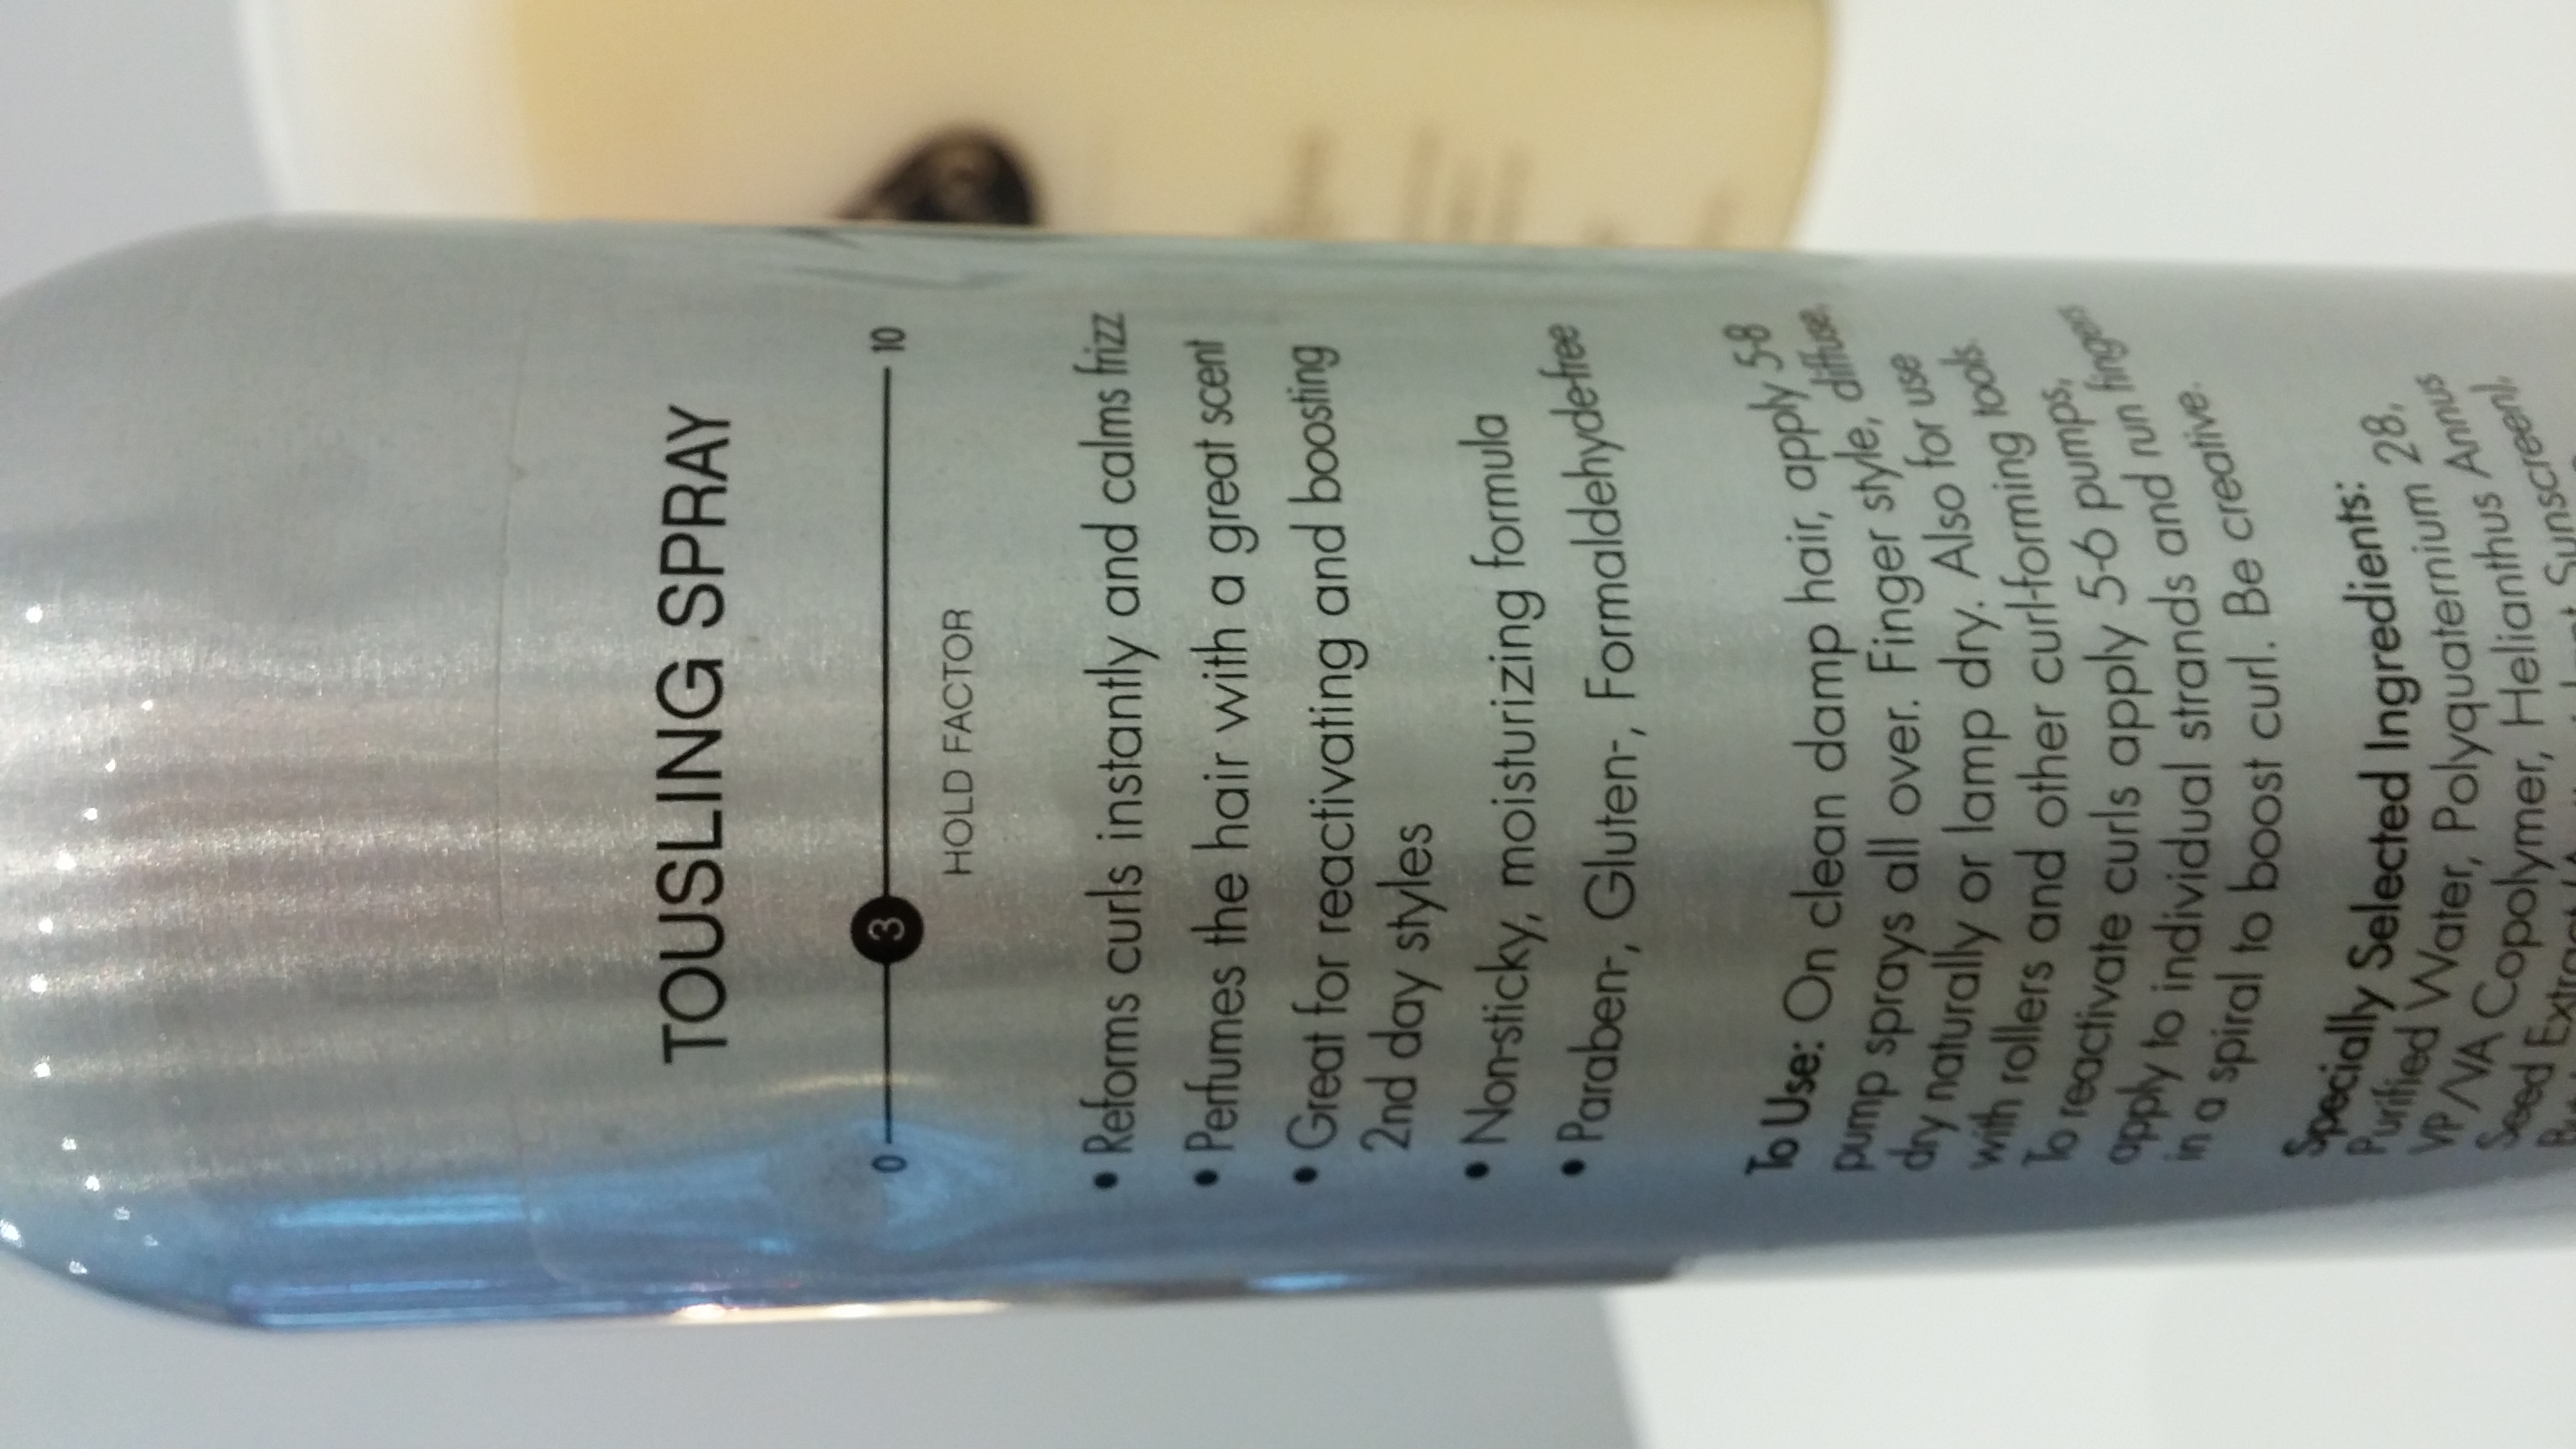 TOUSLING SPRAY
0 3 10
HOLD FACTOR
• Reforms curls instantly and calms frizz
• Perfumes the hair with a great scent
• Great for reactivating and boosting
2nd day styles
• Non-sticky, moisturizing formula
• Paraben-, Gluten-, Formaldehyde-free
To Use: On clean damp hair, apply 5-8
pump sprays all over. Finger style, diffuse,
dry naturally or lamp dry. Also for use
with rollers and other curl-forming tools.
To reactivate curls apply 5-6 pumps,
apply to individual strands and run fingers
in a spiral to boost curl. Be creative.
Specially Selected Ingredients:
Purified Water, Polyquaternium 28,
VP/VA Copolymer, Helianthus Annus
Seed Extract Sunscreen),